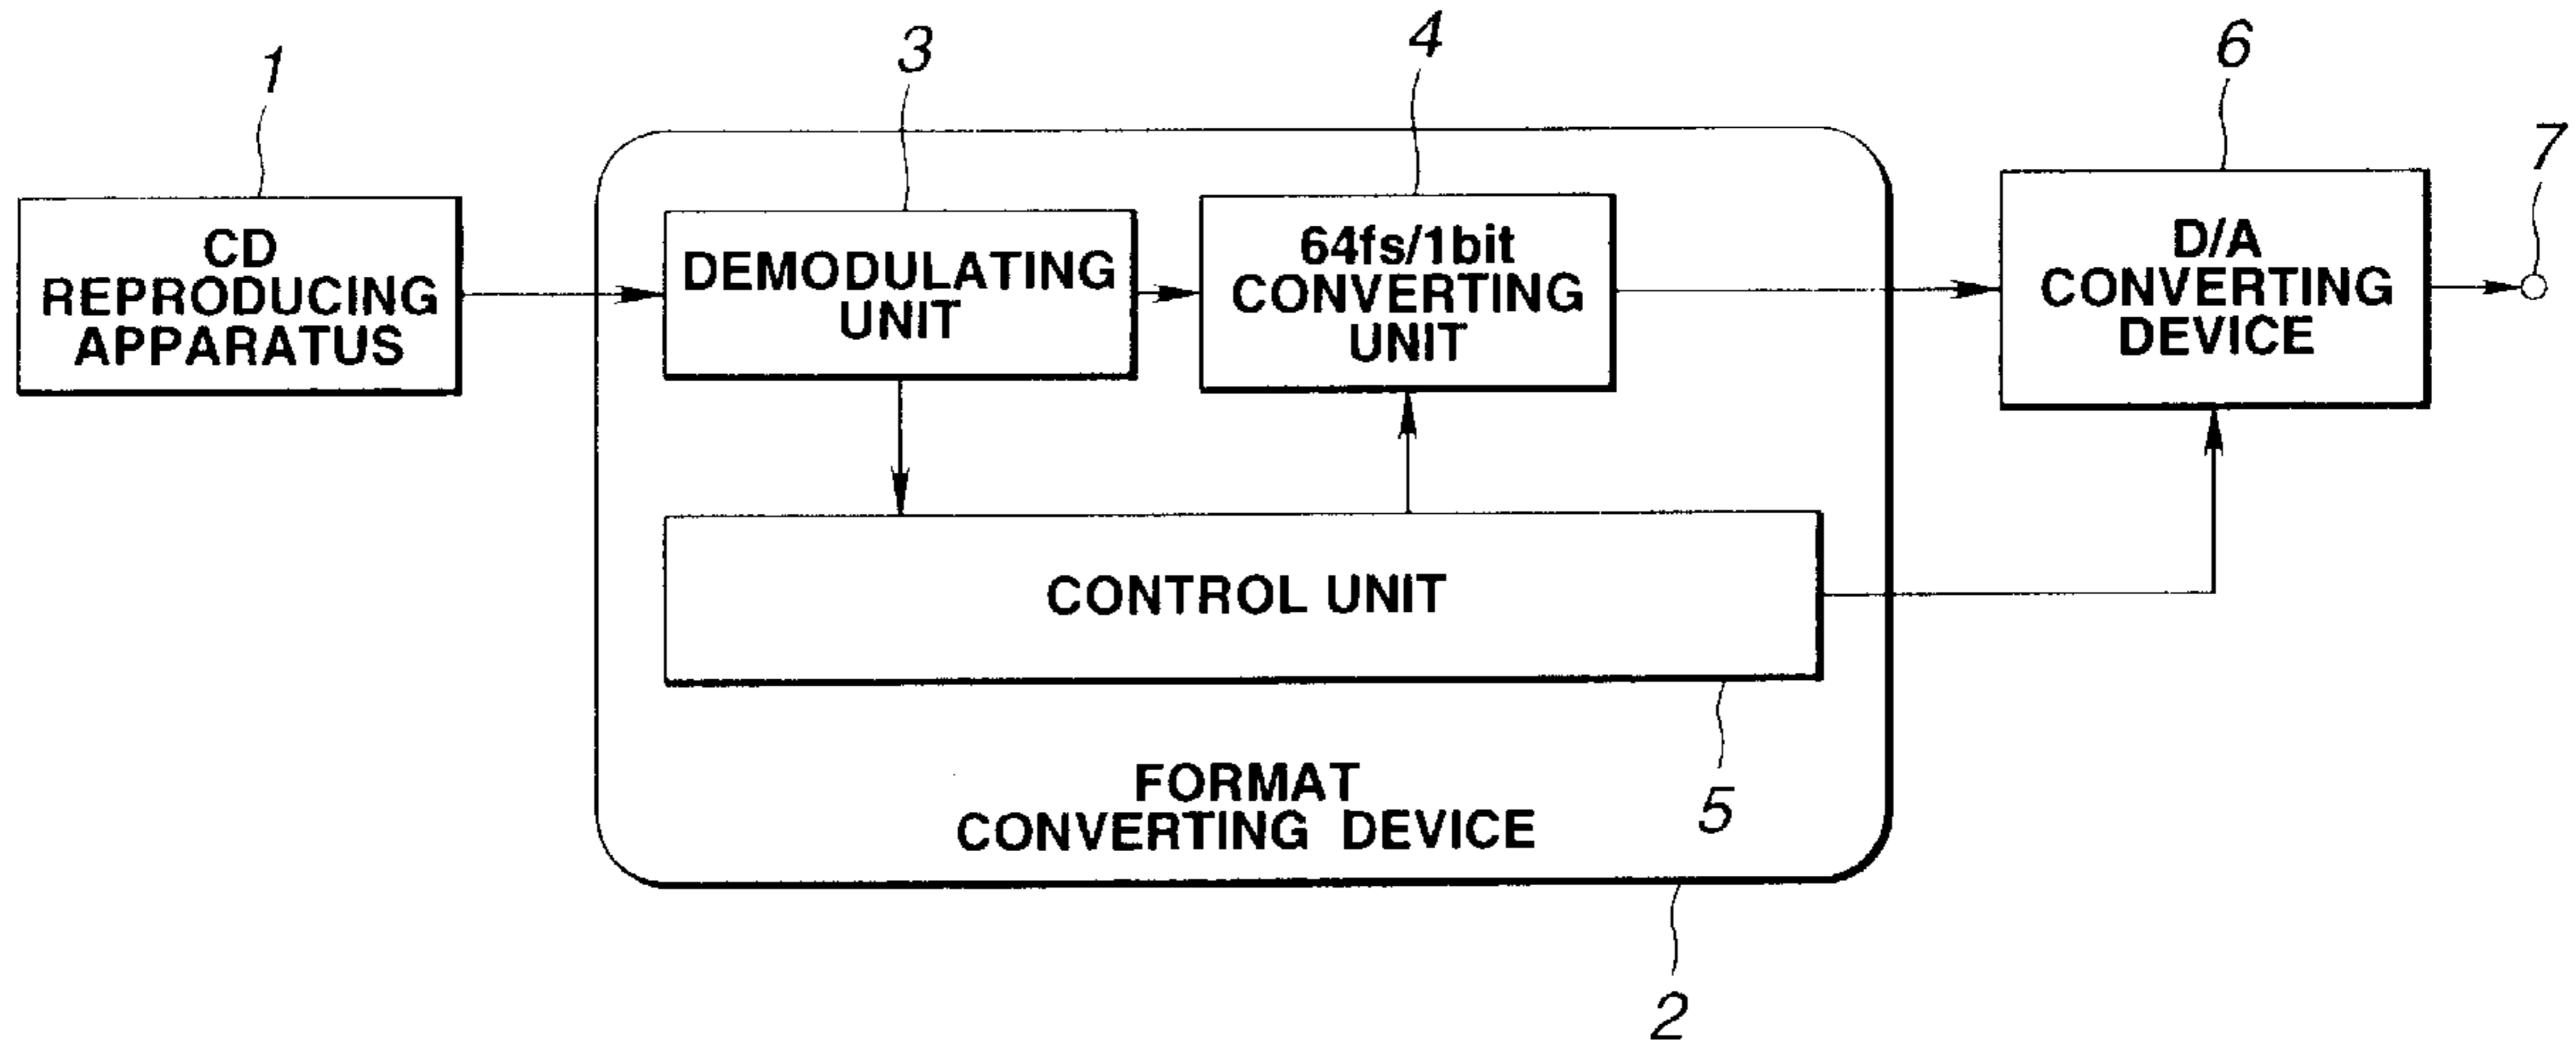 1
3
4
6
7
CD
REPRODUCING
APPARATUS
DEMODULATING
UNIT
64fs/1bit
CONVERTING
UNIT
D/A
CONVERTING
DEVICE
CONTROL UNIT
5
FORMAT
CONVERTING DEVICE
2